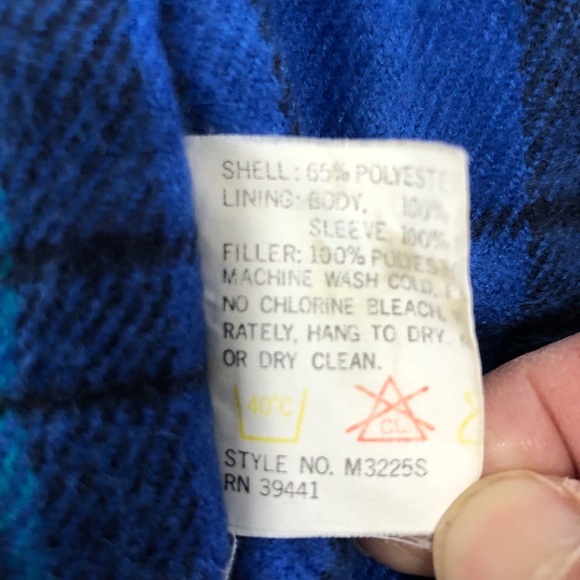 SHELL: 65% POLYESTE
LINING: BODY, 100%
SLEEVE 100%
FILLER: 100% POLYEST
MACHINE WASH COLD,
NO CHLORINE BLEACH,
RATELY, HANG TO DRY.
OR DRY CLEAN.
40°C CL
STYLE NO. M3225S
RN 39441